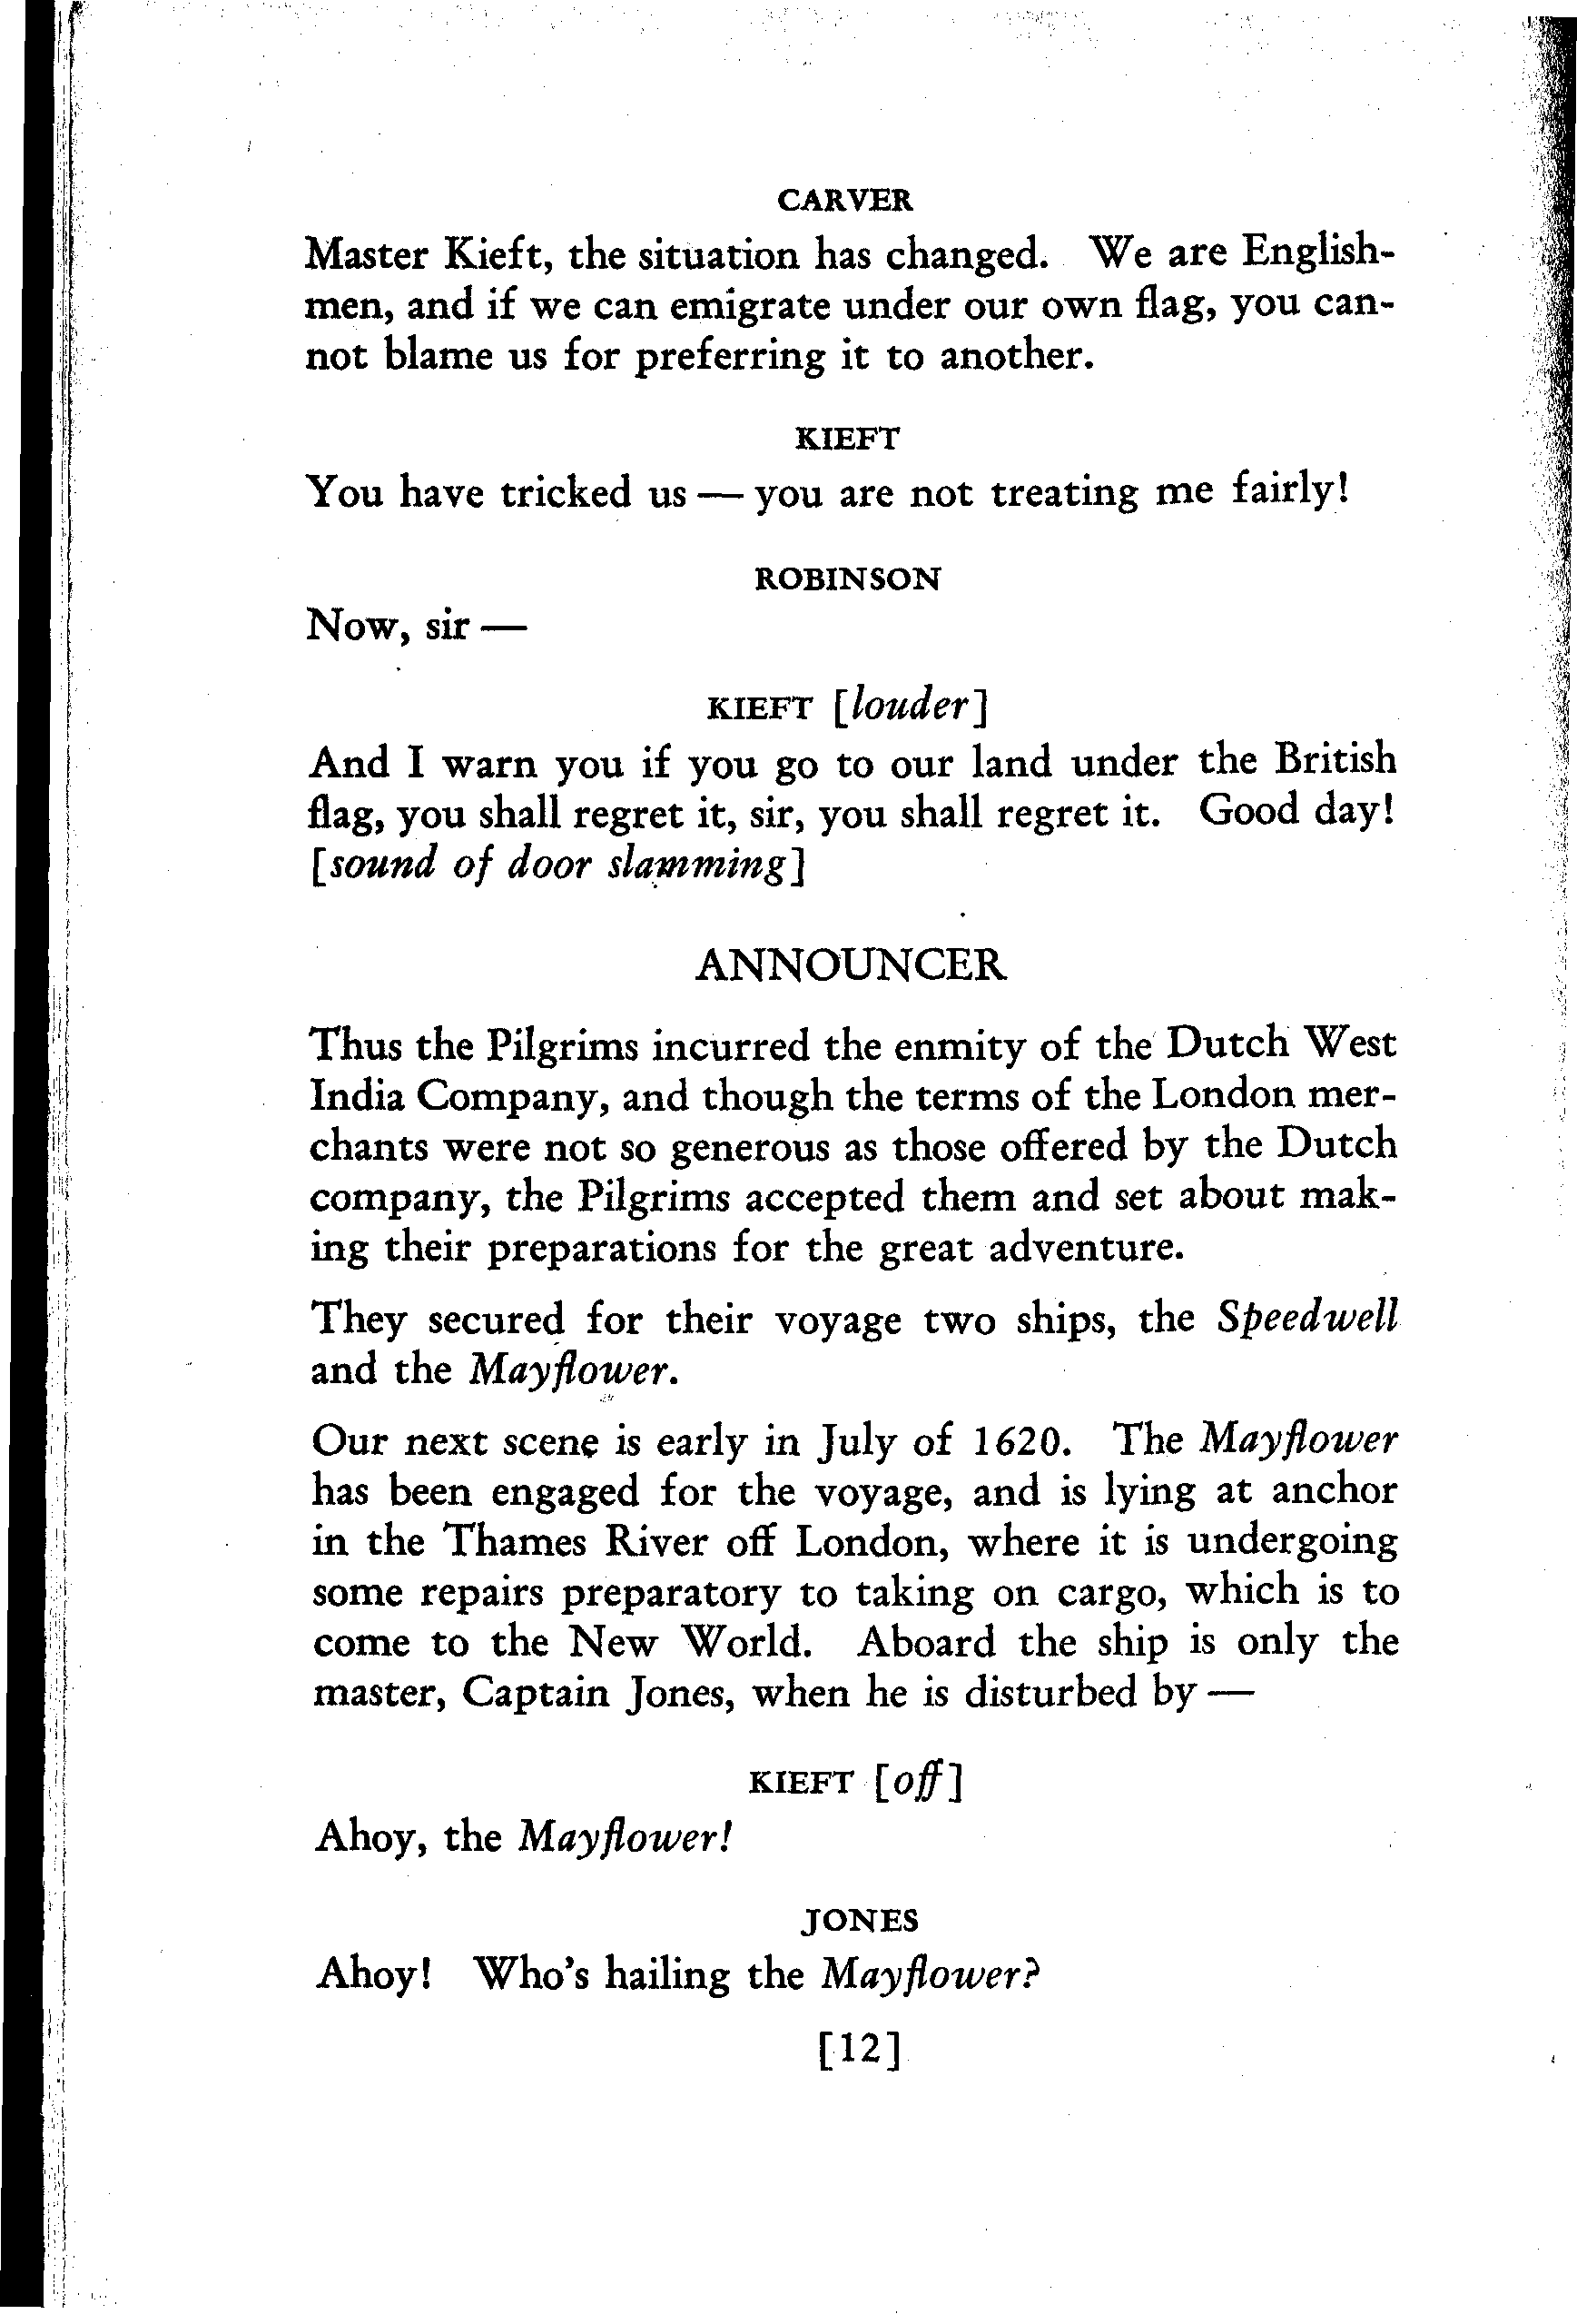 CARVER
Master Kieft, the situation has changed. We are English-
men, and if we can emigrate under our own flag, you can-
not blame us for preferring it to another.
KIEFT
You have tricked us — you are not treating me fairly!
ROBINSON
Now, sir —
KIEFT [louder]
And I warn you if you go to our land under the British
flag, you shall regret it, sir, you shall regret it. Good day!
[sound of door slamming]
ANNOUNCER
Thus the Pilgrims incurred the enmity of the Dutch West
India Company, and though the terms of the London mer-
chants were not so generous as those offered by the Dutch
company, the Pilgrims accepted them and set about mak-
ing their preparations for the great adventure.
They secured for their voyage two ships, the Speedwell
and the Mayflower.
Our next scene is early in July of 1620. The Mayflower
has been engaged for the voyage, and is lying at anchor
in the Thames River off London, where it is undergoing
some repairs preparatory to taking on cargo, which is to
come to the New World. Aboard the ship is only the
master, Captain Jones, when he is disturbed by —
KIEFT [off]
Ahoy, the Mayflower!
JONES
Ahoy! Who's hailing the Mayflower?
[12]